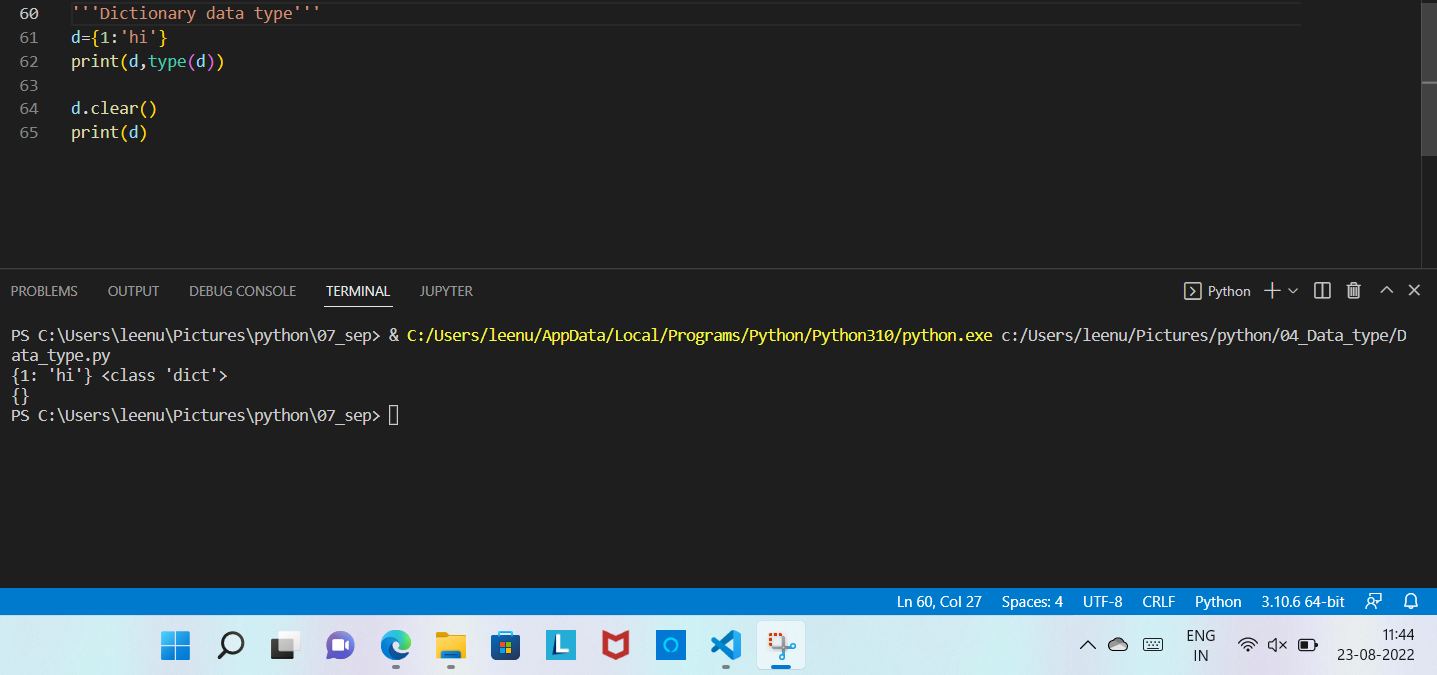 60 '''Dictionary data type'''
61 d={1:'hi'}
62 print(d,type(d))
63
64 d.clear()
65 print(d)
PROBLEMS OUTPUT DEBUG CONSOLE TERMINAL JUPYTER Python
PS C:\Users\leenu\Pictures\python\07_sep> & C:/Users/leenu/AppData/Local/Programs/Python/Python310/python.exe c:/Users/leenu/Pictures/python/04_Data_type/D
ata_type.py
{1: 'hi'} <class 'dict'>
{}
PS C:\Users\leenu\Pictures\python\07_sep>
Ln 60, Col 27 Spaces: 4 UTF-8 CRLF Python 3.10.6 64-bit
L
ENG
IN
11:44
23-08-2022